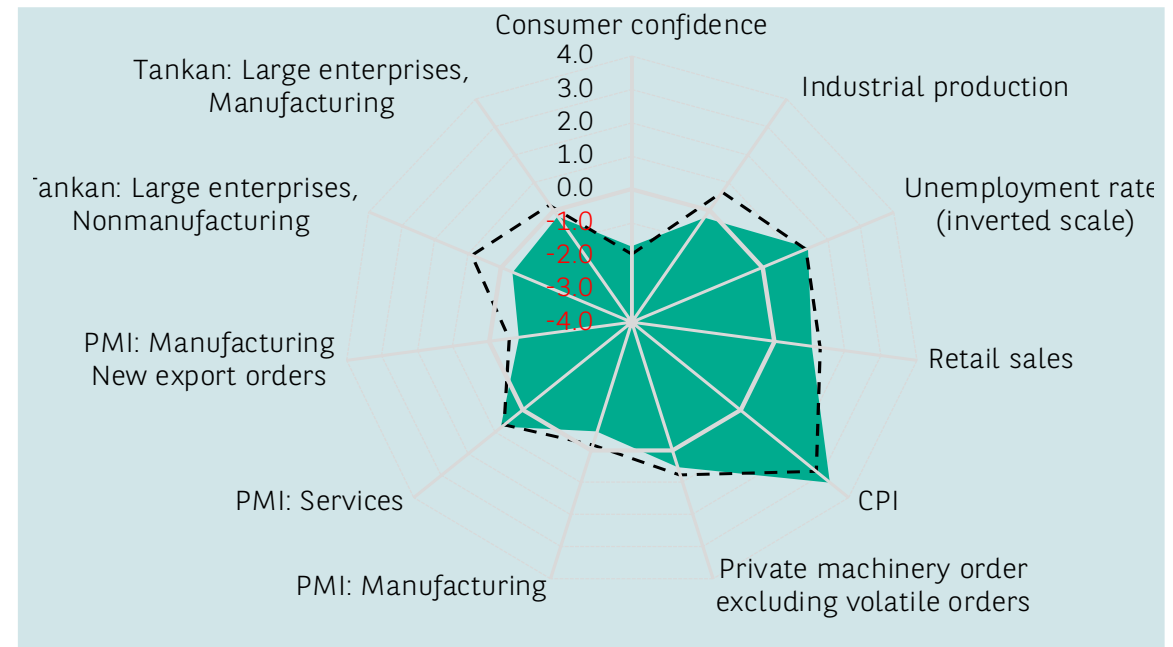 Consumer confidence
4.0
3.0
2.0
1.0
0.0
-1.0
-2.0
-3.0
-4.0
Industrial production
Unemployment rate
(inverted scale)
Retail sales
CPI
Private machinery order
excluding volatile orders
PMI: Manufacturing
PMI: Services
PMI: Manufacturing
New export orders
Tankan: Large enterprises,
Nonmanufacturing
Tankan: Large enterprises,
Manufacturing